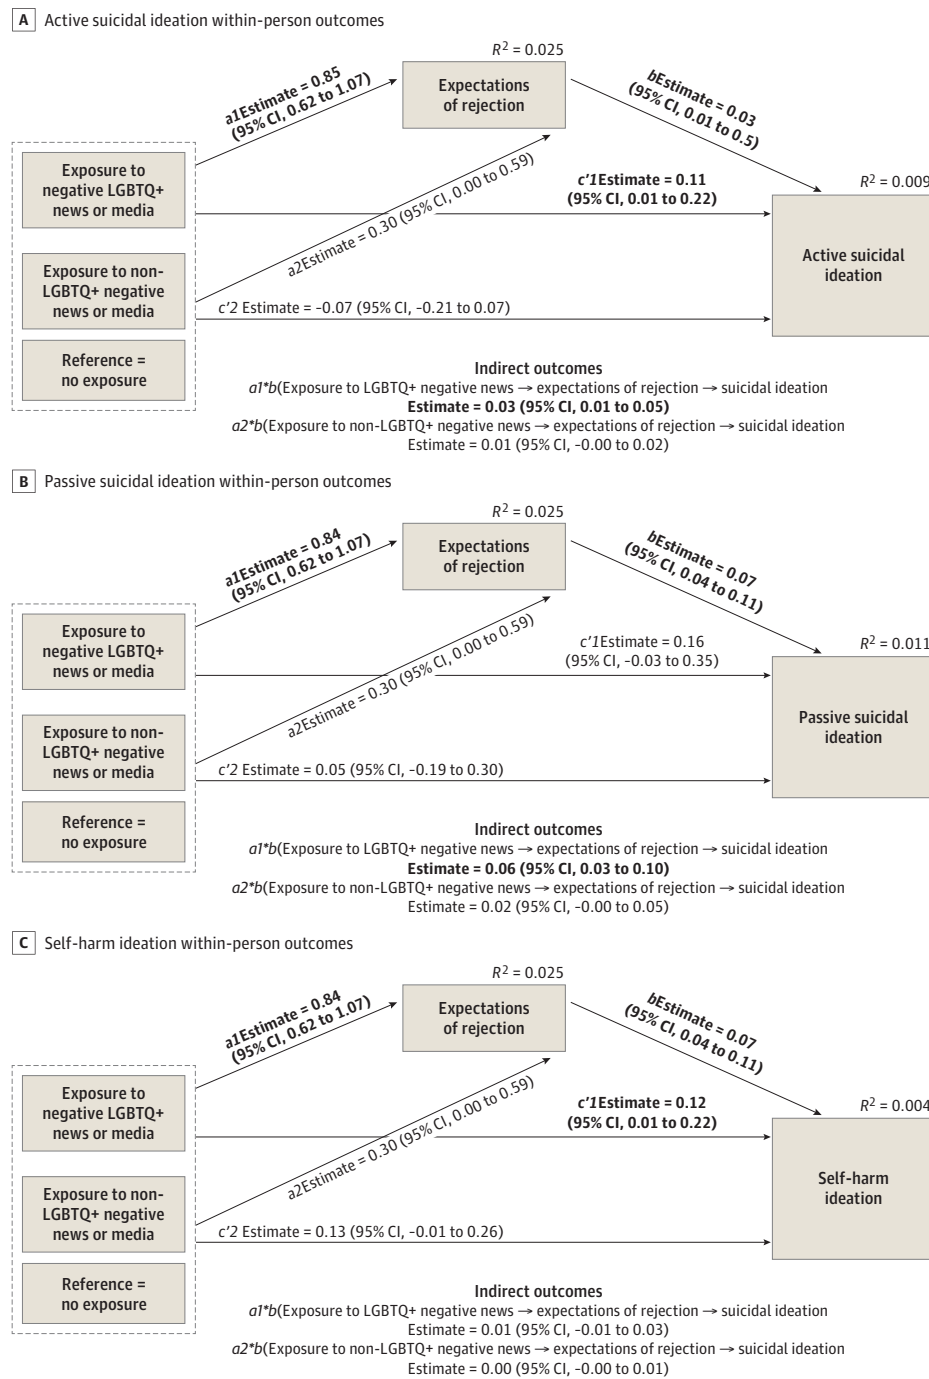 A Active suicidal ideation within-person outcomes
R² = 0.025
a1Estimate = 0.85
(95% CI, 0.62 to 1.07)
Expectations
of rejection
bEstimate = 0.03
(95% CI, 0.01 to 0.5)
Exposure to
negative LGBTQ+
news or media
a2Estimate = 0.30 (95% CI, 0.00 to 0.59)
c'1Estimate = 0.11
(95% CI, 0.01 to 0.22)
R² = 0.009
Exposure to non-
LGBTQ+ negative
news or media
Active suicidal
ideation
c'2 Estimate = -0.07 (95% CI, -0.21 to 0.07)
Reference =
no exposure
Indirect outcomes
a1*b(Exposure to LGBTQ+ negative news → expectations of rejection → suicidal ideation
Estimate = 0.03 (95% CI, 0.01 to 0.05)
a2*b(Exposure to non-LGBTQ+ negative news → expectations of rejection → suicidal ideation
Estimate = 0.01 (95% CI, -0.00 to 0.02)
B Passive suicidal ideation within-person outcomes
R² = 0.025
a1Estimate = 0.84
(95% CI, 0.62 to 1.07)
Expectations
of rejection
bEstimate = 0.07
(95% CI, 0.04 to 0.11)
Exposure to
negative LGBTQ+
news or media
a2Estimate = 0.30 (95% CI, 0.00 to 0.59)
c'1Estimate = 0.16
(95% CI, -0.03 to 0.35)
R² = 0.011
Exposure to non-
LGBTQ+ negative
news or media
Passive suicidal
ideation
c'2 Estimate = 0.05 (95% CI, -0.19 to 0.30)
Reference =
no exposure
Indirect outcomes
a1*b(Exposure to LGBTQ+ negative news → expectations of rejection → suicidal ideation
Estimate = 0.06 (95% CI, 0.03 to 0.10)
a2*b(Exposure to non-LGBTQ+ negative news → expectations of rejection → suicidal ideation
Estimate = 0.02 (95% CI, -0.00 to 0.05)
C Self-harm ideation within-person outcomes
R² = 0.025
a1Estimate = 0.84
(95% CI, 0.62 to 1.07)
Expectations
of rejection
bEstimate = 0.07
(95% CI, 0.04 to 0.11)
Exposure to
negative LGBTQ+
news or media
a2Estimate = 0.30 (95% CI, 0.00 to 0.59)
c'1Estimate = 0.12
(95% CI, 0.01 to 0.22)
R² = 0.004
Exposure to non-
LGBTQ+ negative
news or media
Self-harm
ideation
c'2 Estimate = 0.13 (95% CI, -0.01 to 0.26)
Reference =
no exposure
Indirect outcomes
a1*b(Exposure to LGBTQ+ negative news → expectations of rejection → suicidal ideation
Estimate = 0.01 (95% CI, -0.01 to 0.03)
a2*b(Exposure to non-LGBTQ+ negative news → expectations of rejection → suicidal ideation
Estimate = 0.00 (95% CI, -0.00 to 0.01)